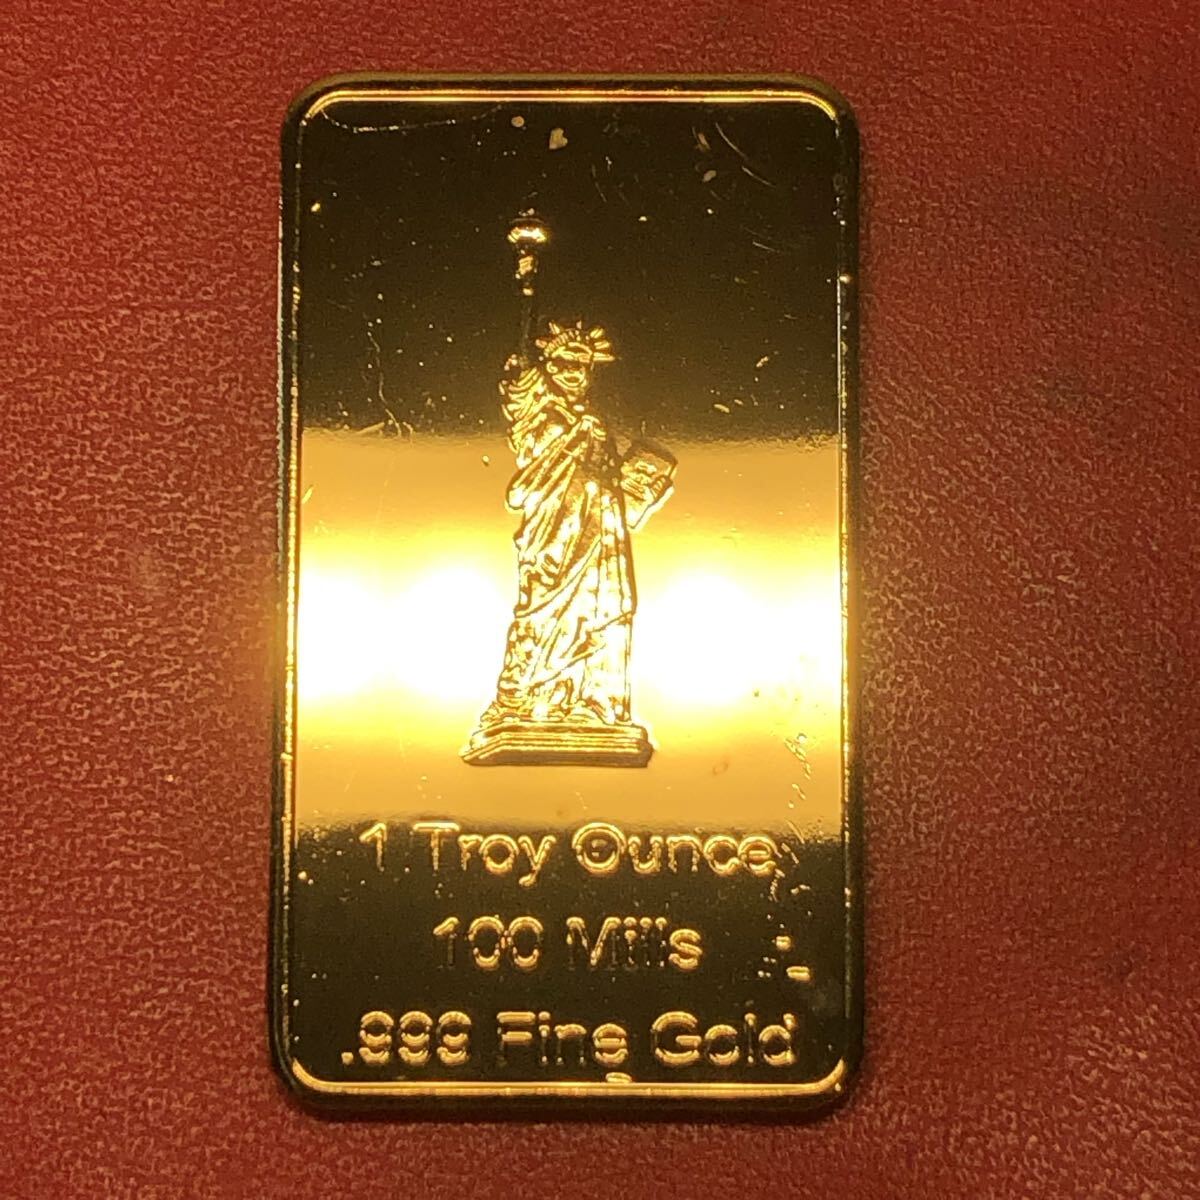 1 Troy Ounce
100 Mills
.999 Fine Gold